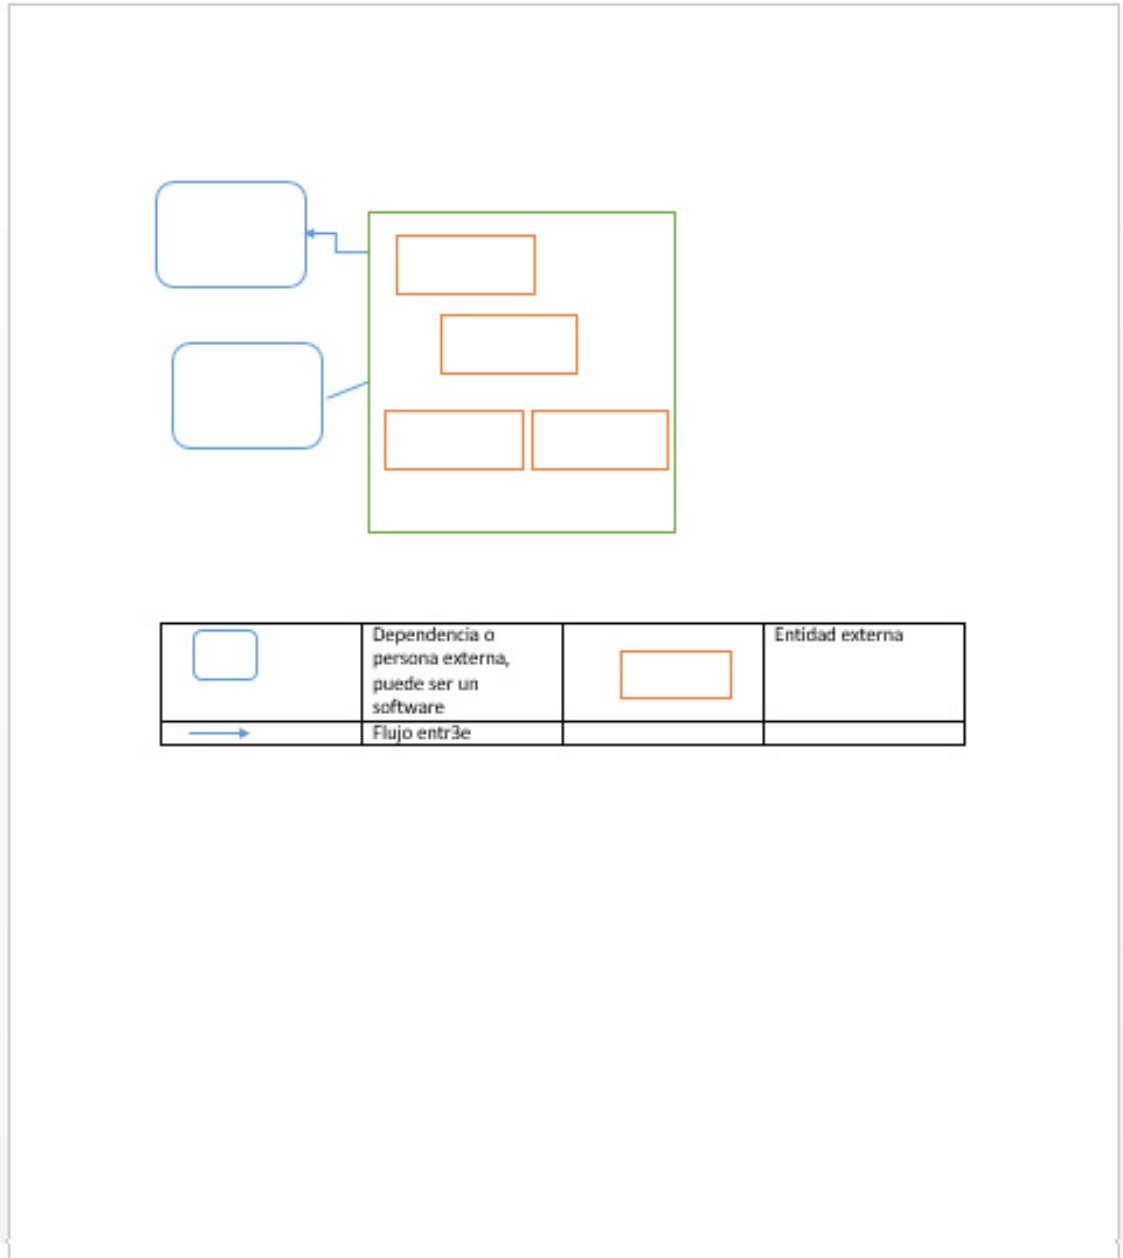 Dependencia o
persona externa,
puede ser un
software
Entidad externa
Flujo entr3e